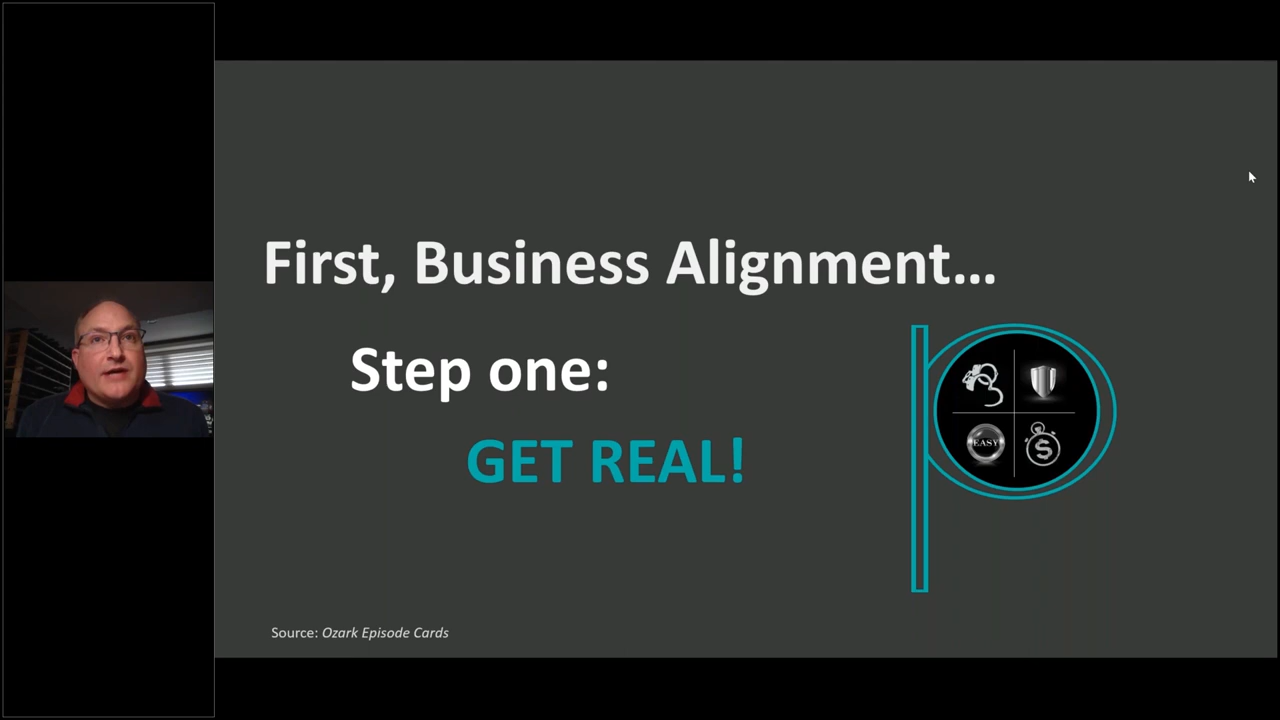 First, Business Alignment…
Step one:
GET REAL!
EASY
$
Source: Ozark Episode Cards